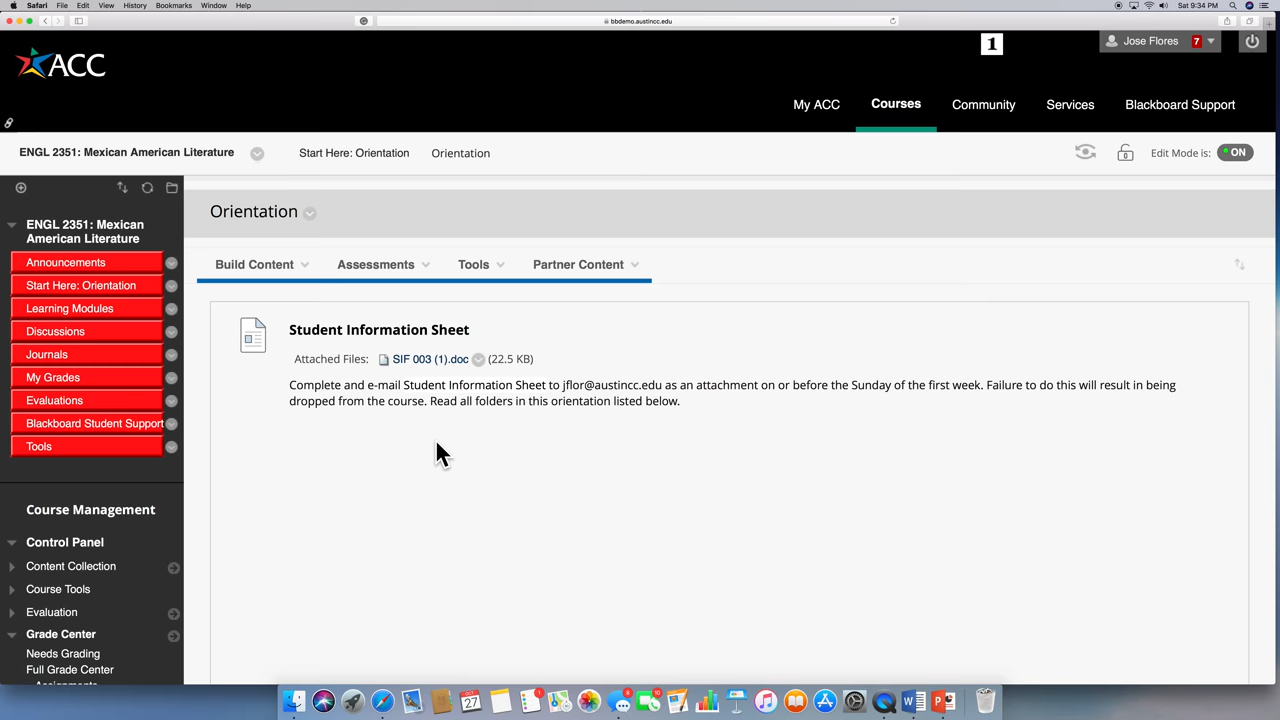 Safari File Edit View History Bookmarks Window Help
Sat 9:34 PM
bbdemo.austincc.edu
1
Jose Flores 7
ACC
My ACC Courses Community Services Blackboard Support
ENGL 2351: Mexican American Literature Start Here: Orientation Orientation Edit Mode is: ON
ENGL 2351: Mexican
American Literature
Announcements
Start Here: Orientation
Learning Modules
Discussions
Journals
My Grades
Evaluations
Blackboard Student Support
Tools
Course Management
Control Panel
Content Collection
Course Tools
Evaluation
Grade Center
Needs Grading
Full Grade Center
Assignments
Orientation
Build Content Assessments Tools Partner Content
Student Information Sheet
Attached Files: SIF 003 (1).doc (22.5 KB)
Complete and e-mail Student Information Sheet to jflor@austincc.edu as an attachment on or before the Sunday of the first week. Failure to do this will result in being
dropped from the course. Read all folders in this orientation listed below.
OCT
27